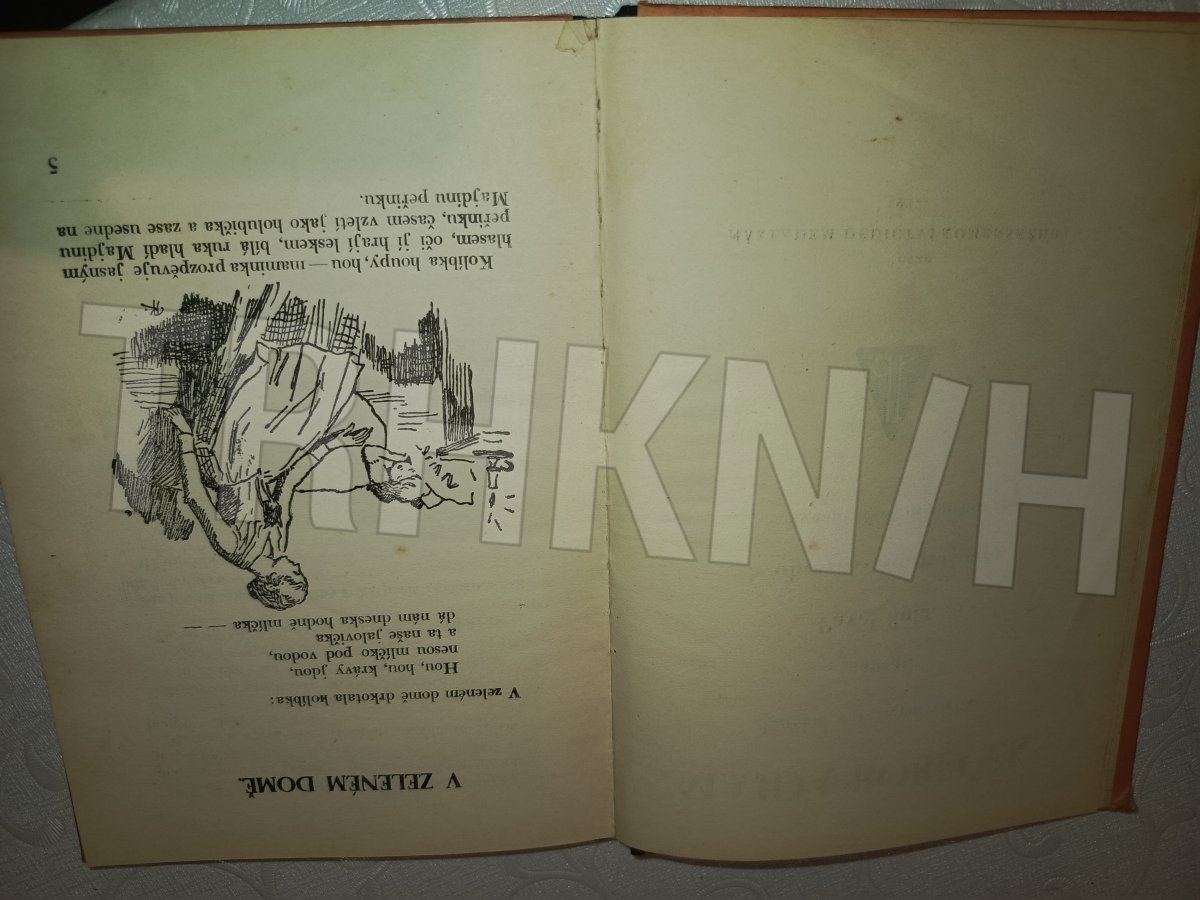 V ZELENÉM DOMĚ.
V zeleném domě drkotala kolíbka:
Hou, hou, krávy jdou,
nesou mlíčko pod vodou,
a ta naše jalovička
dá nám dneska hodně mlíčka — —
Kolíbka houpy, hou — maminka prozpěvuje jasným
hlasem, oči jí hrají leskem, bílá ruka hladí Majdinu
peřinku, časem vzletí jako holubička a zase usedne na
Majdinu peřinku.
5
TRHKN/H